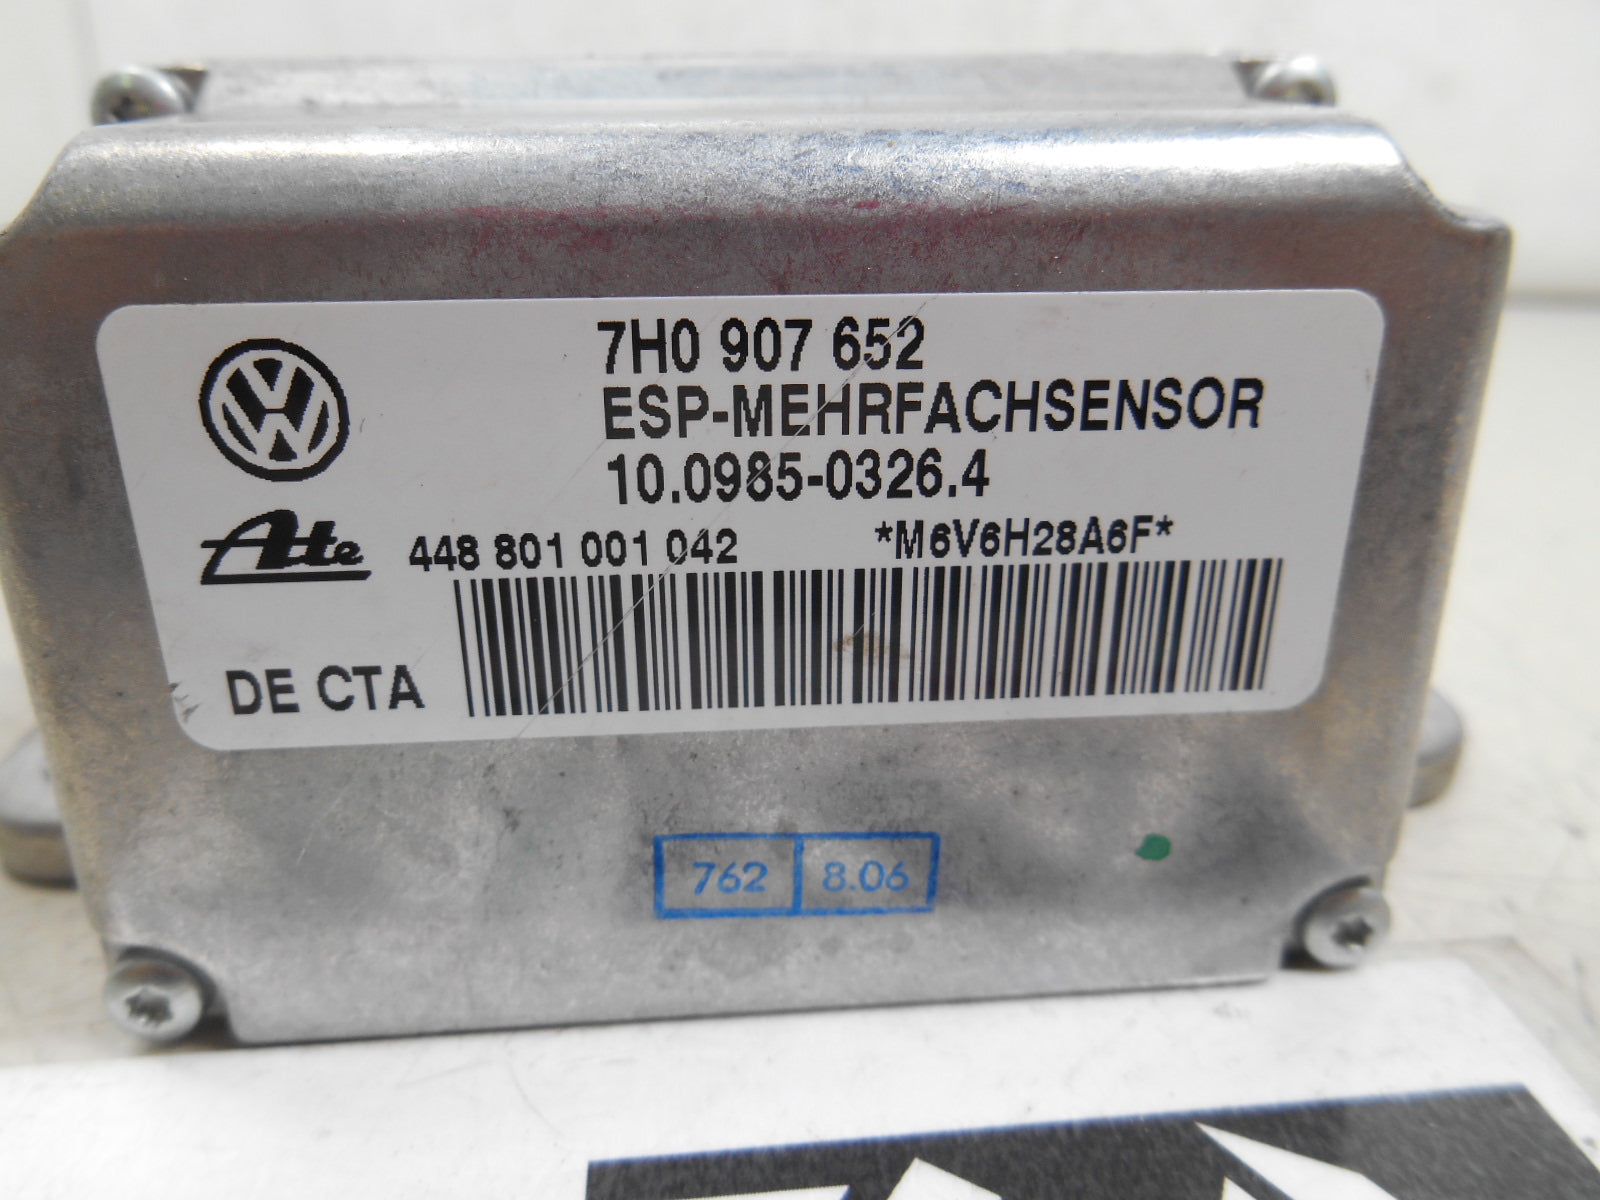 7H0 907 652
ESP-MEHRFACHSENSOR
10.0985-0326.4
Ate 448 801 001 042 *M6V6H28A6F*
DE CTA
762 8.06